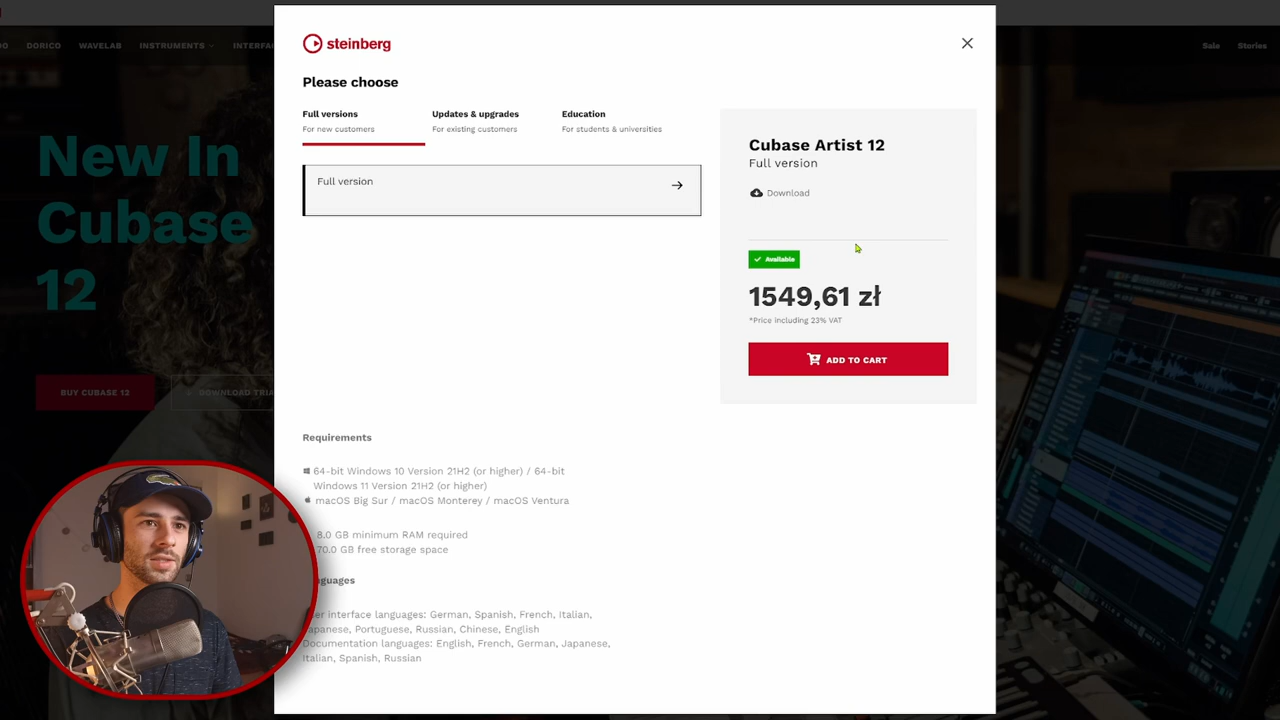 DORICO
WAVELAB
INSTRUMENTS
Sale
Stories
New In
Cubase
12
BUY CUBASE 12
steinberg
Please choose
Full versions
For new customers
Updates & upgrades
For existing customers
Education
For students & universities
Full version
Cubase Artist 12
Full version
Download
Available
1549,61 zł
*Price including 23% VAT
ADD TO CART
Requirements
64-bit Windows 10 Version 21H2 (or higher) / 64-bit
Windows 11 Version 21H2 (or higher)
macOS Big Sur / macOS Monterey / macOS Ventura
8.0 GB minimum RAM required
70.0 GB free storage space
interface languages: German, Spanish, French, Italian,
Portuguese, Russian, Chinese, English
Documentation languages: English, French, German, Japanese,
Italian, Spanish, Russian